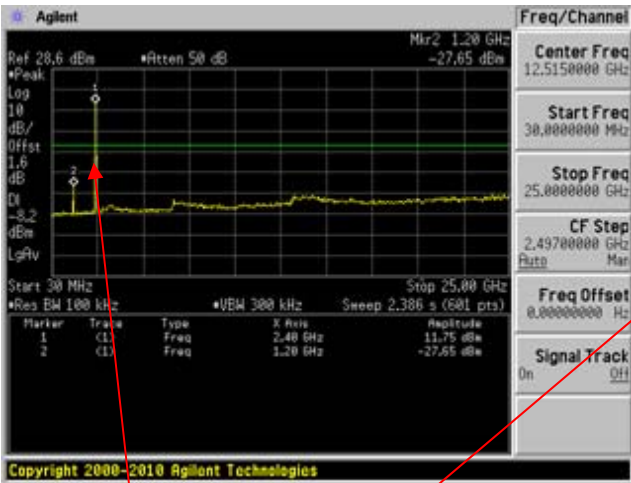 Agilent
Freq/Channel
Mkr2 1.20 GHz
Ref 28.6 dBm
•Atten 50 dB
-27.65 dBm
•Peak
Log
10
dB/
Offst
1.6
dB
DI
-8.2
dBm
LgAv
1
2
Start 30 MHz
Stop 25.00 GHz
•Res BW 100 kHz
•VBW 300 kHz
Sweep 2.386 s (601 pts)
Marker Trace Type X Axis Amplitude
1 (1) Freq 2.40 GHz 11.75 dBm
2 (1) Freq 1.20 GHz -27.65 dBm
Center Freq
12.5150000 GHz
Start Freq
30.0000000 MHz
Stop Freq
25.0000000 GHz
CF Step
2.49700000 GHz
Auto Man
Freq Offset
0.00000000 Hz
Signal Track
On Off
Copyright 2000-2010 Agilent Technologies